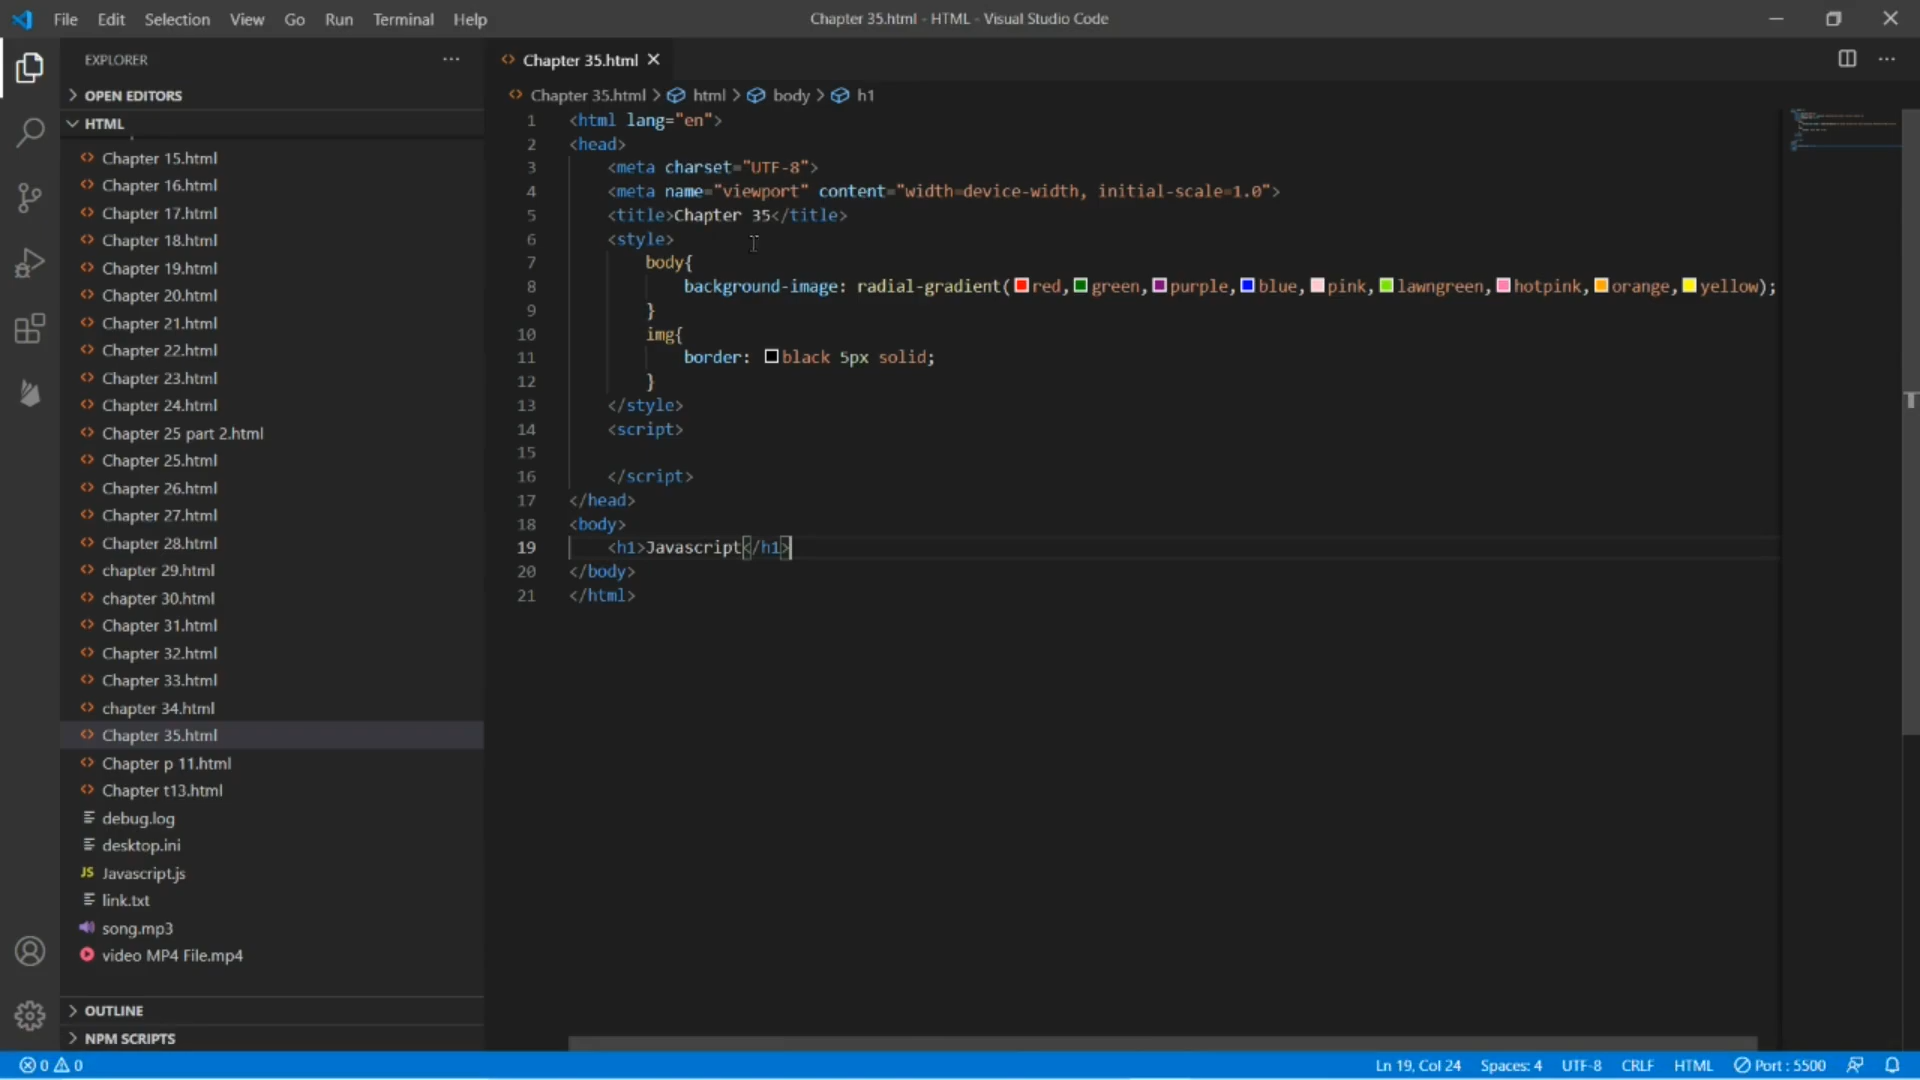 File Edit Selection View Go Run Terminal Help
Chapter 35.html - HTML - Visual Studio Code
EXPLORER
OPEN EDITORS
HTML
Chapter 15.html
Chapter 16.html
Chapter 17.html
Chapter 18.html
Chapter 19.html
Chapter 20.html
Chapter 21.html
Chapter 22.html
Chapter 23.html
Chapter 24.html
Chapter 25 part 2.html
Chapter 25.html
Chapter 26.html
Chapter 27.html
Chapter 28.html
chapter 29.html
chapter 30.html
Chapter 31.html
Chapter 32.html
Chapter 33.html
chapter 34.html
Chapter 35.html
Chapter p 11.html
Chapter t13.html
debug.log
desktop.ini
JS Javascript.js
link.txt
song.mp3
video MP4 File.mp4
OUTLINE
NPM SCRIPTS
Chapter 35.html
Chapter 35.html > html > body > h1
1 <html lang="en">
2 <head>
3 <meta charset="UTF-8">
4 <meta name="viewport" content="width=device-width, initial-scale=1.0">
5 <title>Chapter 35</title>
6 <style>
7 body{
8 background-image: radial-gradient(red,green,purple,blue,pink,lawngreen,hotpink,orange,yellow);
9 }
10 img{
11 border: black 5px solid;
12 }
13 </style>
14 <script>
15
16 </script>
17 </head>
18 <body>
19 <h1>Javascript</h1>
20 </body>
21 </html>
0 0
Ln 19, Col 24 Spaces: 4 UTF-8 CRLF HTML Port : 5500